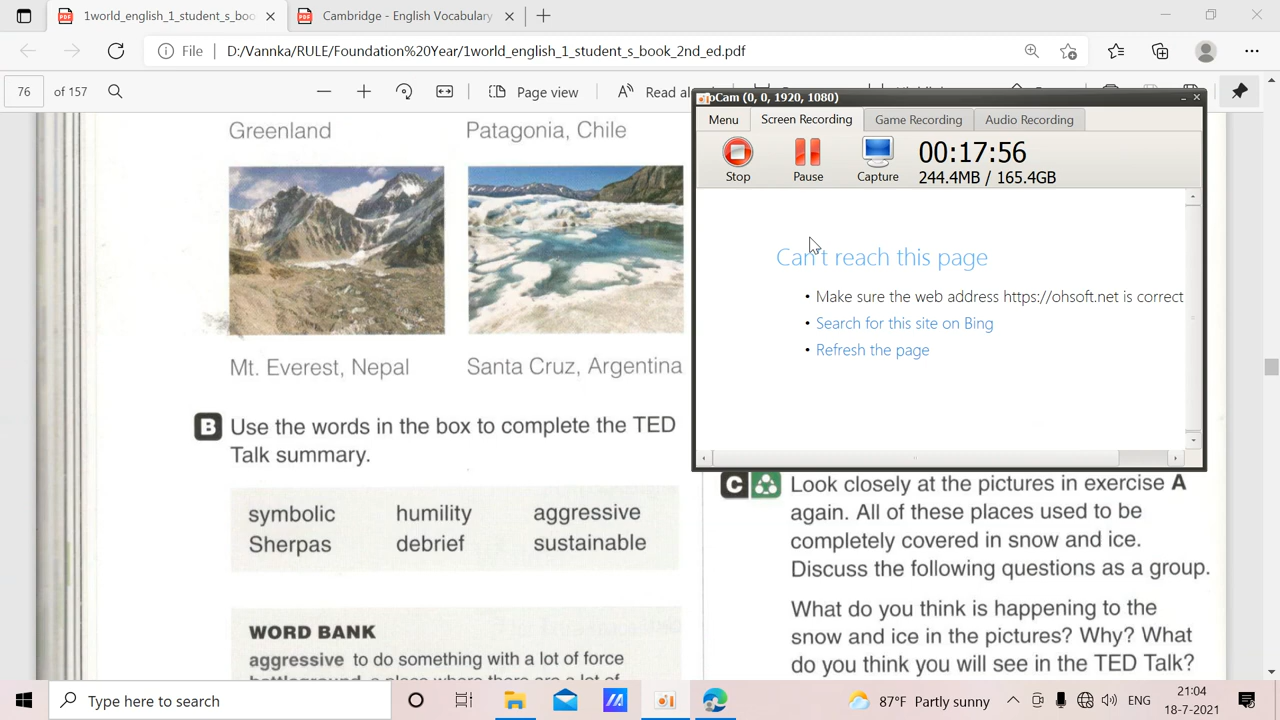 1world_english_1_student_s_boo
Cambridge - English Vocabulary
File
D:/Vannka/RULE/Foundation%20Year/1world_english_1_student_s_book_2nd_ed.pdf
76
of 157
Page view
Read al
Greenland
Patagonia, Chile
Mt. Everest, Nepal
Santa Cruz, Argentina
B Use the words in the box to complete the TED
Talk summary.
symbolic humility aggressive
Sherpas debrief sustainable
WORD BANK
aggressive to do something with a lot of force
oCam (0, 0, 1920, 1080)
Menu
Screen Recording
Game Recording
Audio Recording
Stop
Pause
Capture
00:17:56
244.4MB / 165.4GB
Can't reach this page
• Make sure the web address https://ohsoft.net is correct
• Search for this site on Bing
• Refresh the page
C Look closely at the pictures in exercise A
again. All of these places used to be
completely covered in snow and ice.
Discuss the following questions as a group.
What do you think is happening to the
snow and ice in the pictures? Why? What
do you think you will see in the TED Talk?
Type here to search
87°F Partly sunny
ENG
21:04
18-7-2021